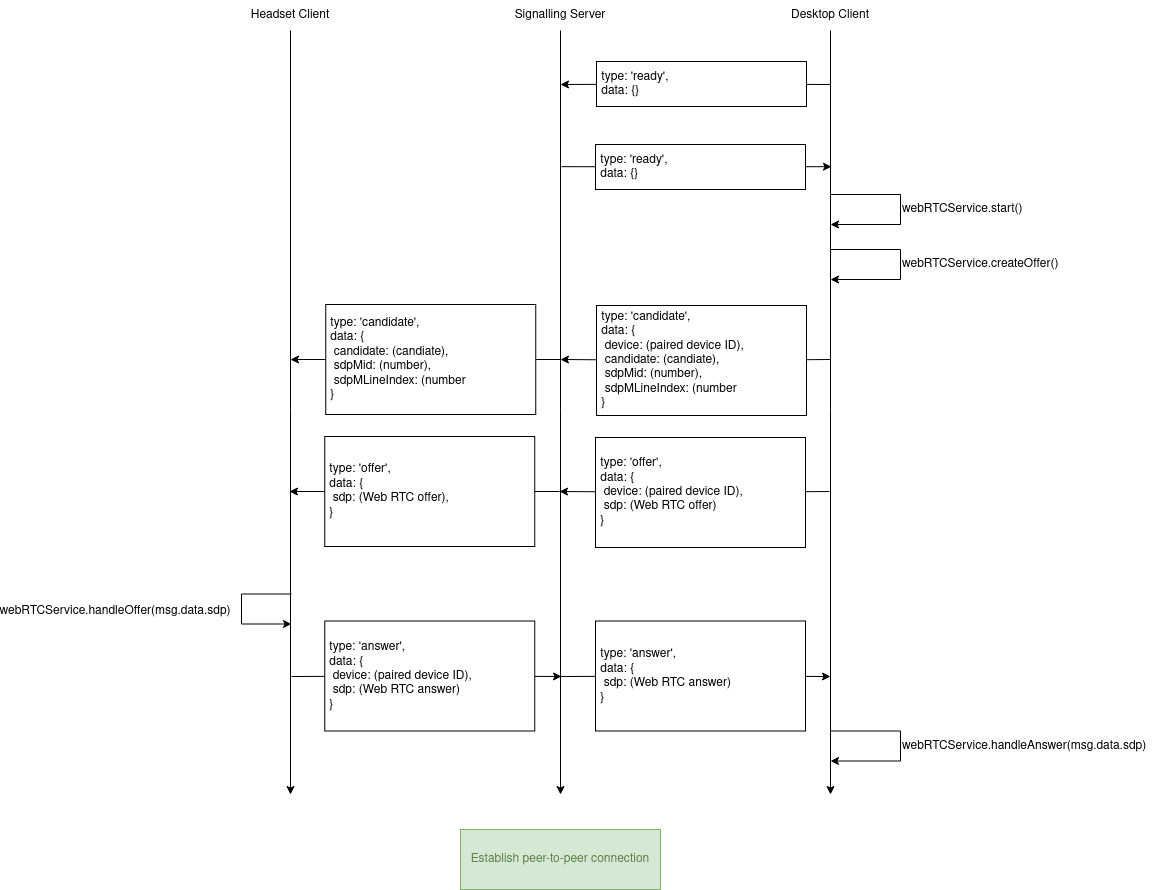 Headset Client
Signalling Server
Desktop Client
type: 'ready',
data: {}
type: 'ready',
data: {}
webRTCService.start()
webRTCService.createOffer()
type: 'candidate',
data: {
candidate: (candiate),
sdpMid: (number),
sdpMLineIndex: (number
}
type: 'candidate',
data: {
device: (paired device ID),
candidate: (candiate),
sdpMid: (number),
sdpMLineIndex: (number
}
type: 'offer',
data: {
sdp: (Web RTC offer),
}
type: 'offer',
data: {
device: (paired device ID),
sdp: (Web RTC offer)
}
webRTCService.handleOffer(msg.data.sdp)
type: 'answer',
data: {
device: (paired device ID),
sdp: (Web RTC answer)
}
type: 'answer',
data: {
sdp: (Web RTC answer)
}
webRTCService.handleAnswer(msg.data.sdp)
Establish peer-to-peer connection